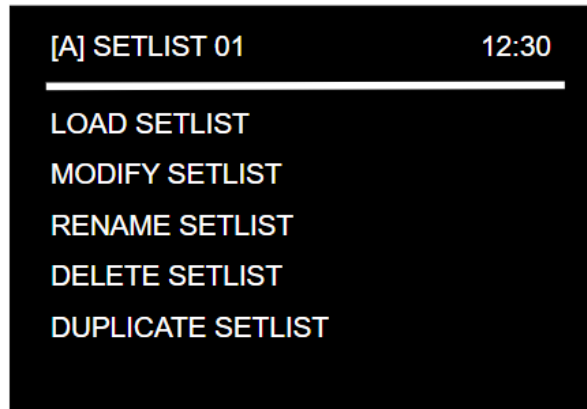 [A] SETLIST 01 12:30
LOAD SETLIST
MODIFY SETLIST
RENAME SETLIST
DELETE SETLIST
DUPLICATE SETLIST